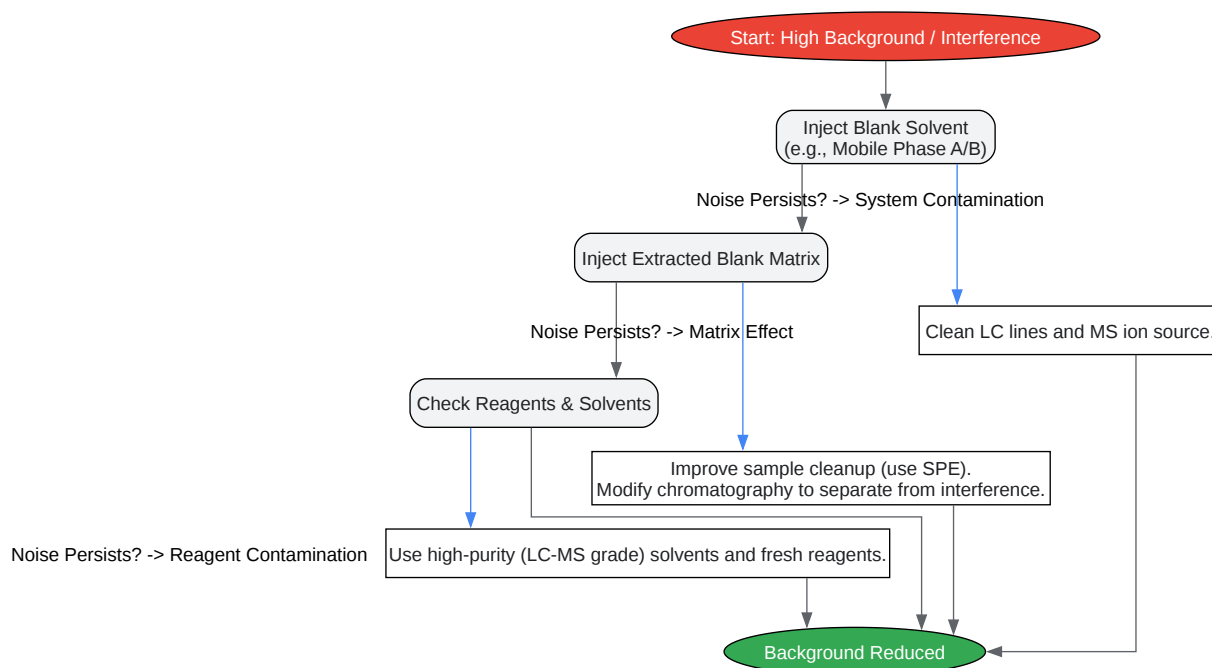 Start: High Background / Interference
Inject Blank Solvent
(e.g., Mobile Phase A/B)
Noise Persists? -> System Contamination
Inject Extracted Blank Matrix
Noise Persists? -> Matrix Effect
Clean LC lines and MS ion source.
Check Reagents & Solvents
Improve sample cleanup (use SPE).
Modify chromatography to separate from interference.
Noise Persists? -> Reagent Contamination
Use high-purity (LC-MS grade) solvents and fresh reagents.
Background Reduced